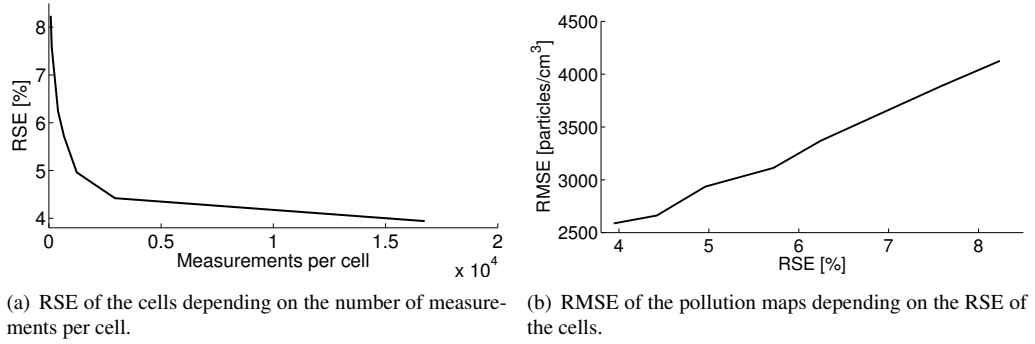 8
7
6
5
4
RSE [%]
0
0.5
1
1.5
2
Measurements per cell
x 10^4
(a) RSE of the cells depending on the number of measure-
ments per cell.
4500
4000
3500
3000
2500
RMSE [particles/cm^3]
4
5
6
7
8
RSE [%]
(b) RMSE of the pollution maps depending on the RSE of
the cells.